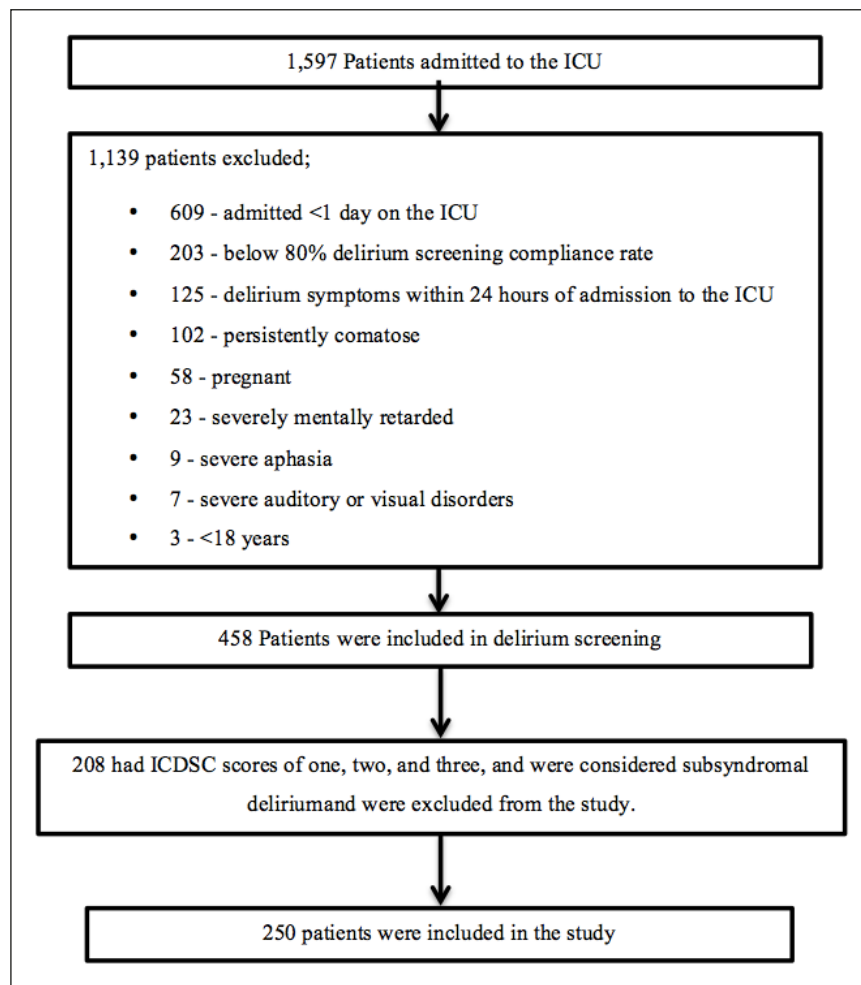 1,597 Patients admitted to the ICU
1,139 patients excluded;
• 609 - admitted <1 day on the ICU
• 203 - below 80% delirium screening compliance rate
• 125 - delirium symptoms within 24 hours of admission to the ICU
• 102 - persistently comatose
• 58 - pregnant
• 23 - severely mentally retarded
• 9 - severe aphasia
• 7 - severe auditory or visual disorders
• 3 - <18 years
458 Patients were included in delirium screening
208 had ICDSC scores of one, two, and three, and were considered subsyndromal
deliriumand were excluded from the study.
250 patients were included in the study